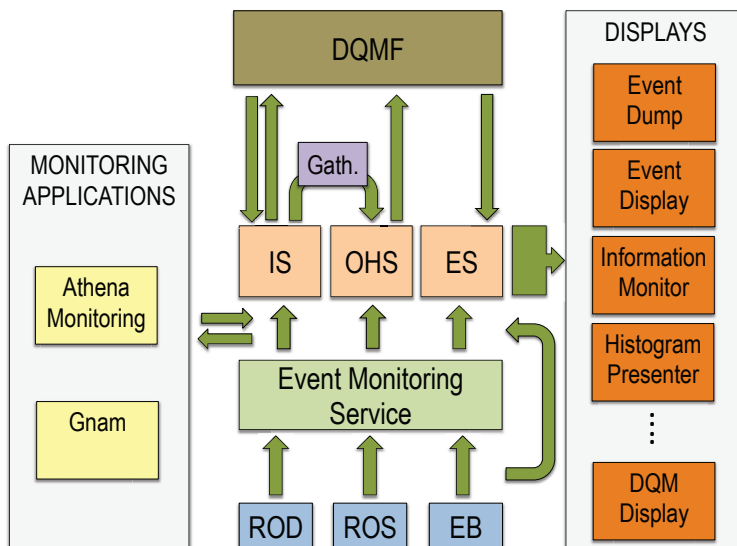 DQMF
Gath.
IS
OHS
ES
Event Monitoring
Service
ROD
ROS
EB
MONITORING
APPLICATIONS
Athena
Monitoring
Gnam
DISPLAYS
Event
Dump
Event
Display
Information
Monitor
Histogram
Presenter
DQM
Display